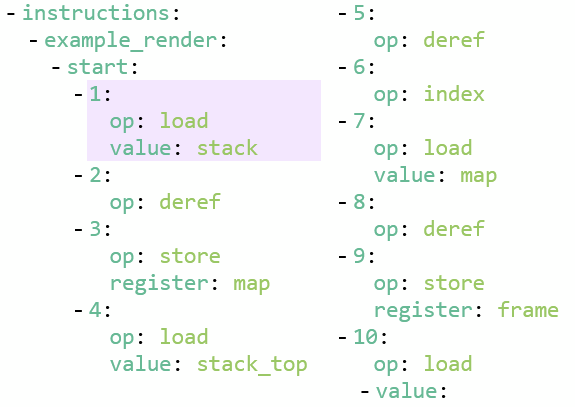 - instructions:
- example_render:
- start:
- 1:
op: load
value: stack
- 2:
op: deref
- 3:
op: store
register: map
- 4:
op: load
value: stack_top
- 5:
op: deref
- 6:
op: index
- 7:
op: load
value: map
- 8:
op: deref
- 9:
op: store
register: frame
- 10:
op: load
- value: